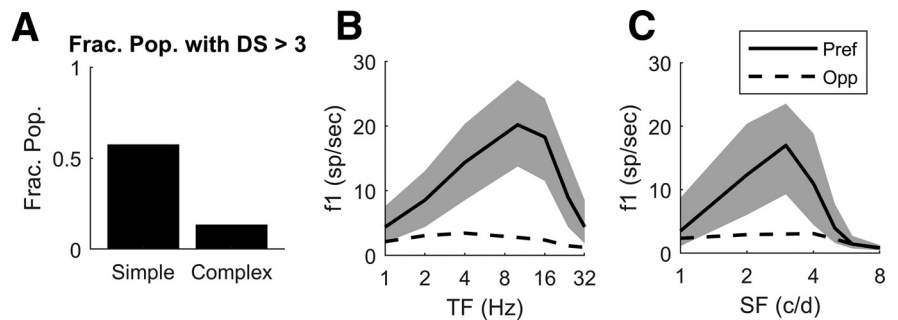 A
Frac. Pop. with DS > 3
Frac. Pop.
1
0.5
0
Simple Complex
B
f1 (sp/sec)
30
20
10
0
1 2 4 8 16 32
TF (Hz)
C
Pref
Opp
f1 (sp/sec)
30
20
10
0
1 2 4 8
SF (c/d)